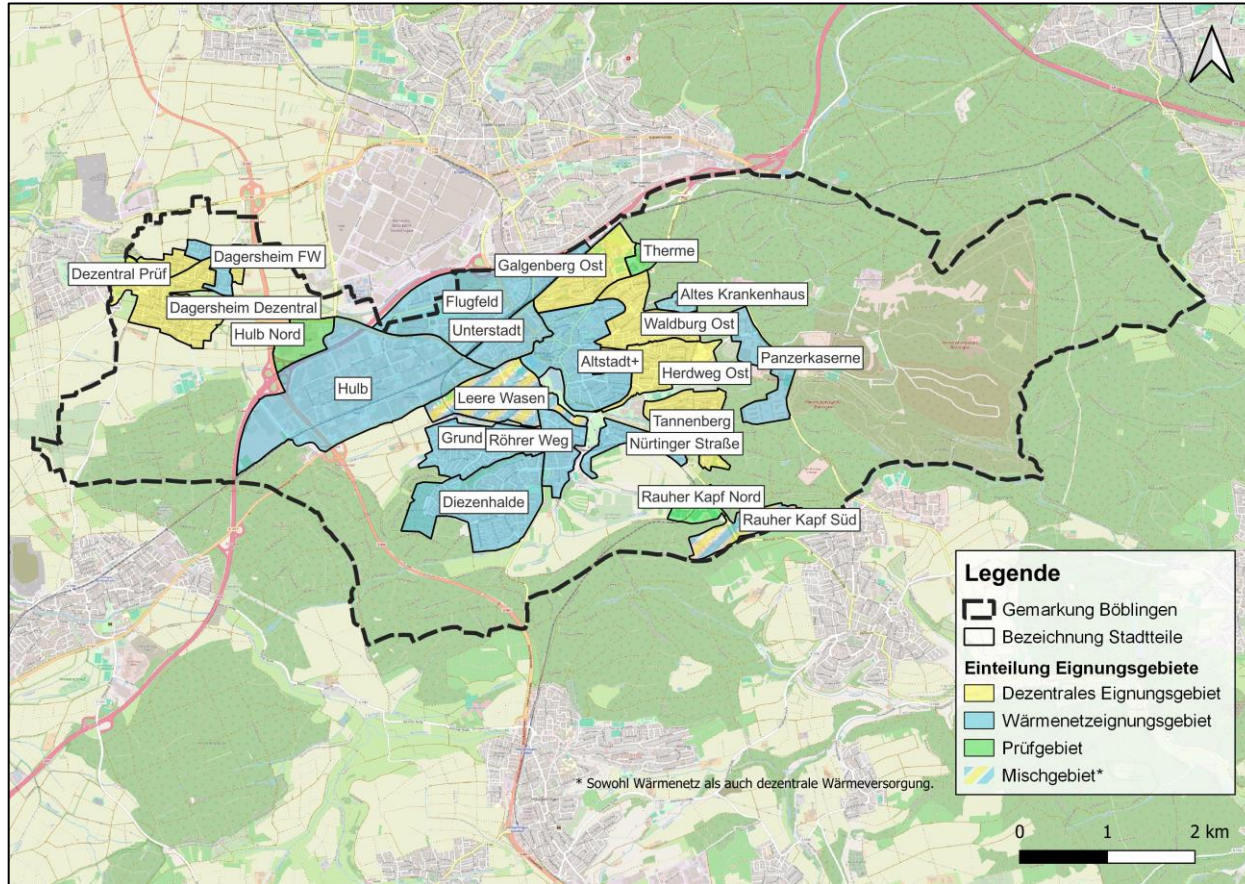 Galgenberg Ost
Therme
Dagersheim FW
Dezentral Prüf
Flugfeld
Altes Krankenhaus
Dagersheim Dezentral
Hulb Nord
Unterstadt
Waldburg Ost
Altstadt+
Panzerkaserne
Herdweg Ost
Hulb
Leere Wasen
Tannenberg
Grund
Röhrer Weg
Nürtinger Straße
Diezenhalde
Rauher Kapf Nord
Rauher Kapf Süd
Legende
Gemarkung Böblingen
Bezeichnung Stadtteile
Einteilung Eignungsgebiete
Dezentrales Eignungsgebiet
Wärmenetzeignungsgebiet
Prüfgebiet
Mischgebiet*
* Sowohl Wärmenetz als auch dezentrale Wärmeversorgung.
0 1 2 km